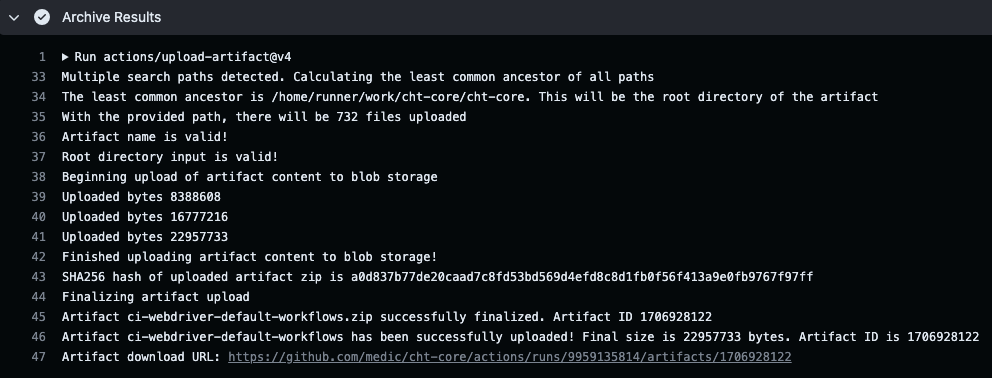 Archive Results
1 Run actions/upload-artifact@v4
33 Multiple search paths detected. Calculating the least common ancestor of all paths
34 The least common ancestor is /home/runner/work/cht-core/cht-core. This will be the root directory of the artifact
35 With the provided path, there will be 732 files uploaded
36 Artifact name is valid!
37 Root directory input is valid!
38 Beginning upload of artifact content to blob storage
39 Uploaded bytes 8388608
40 Uploaded bytes 16777216
41 Uploaded bytes 22957733
42 Finished uploading artifact content to blob storage!
43 SHA256 hash of uploaded artifact zip is a0d837b77de20caad7c8fd53bd569d4efd8c8d1fb0f56f413a9e0fb9767f97ff
44 Finalizing artifact upload
45 Artifact ci-webdriver-default-workflows.zip successfully finalized. Artifact ID 1706928122
46 Artifact ci-webdriver-default-workflows has been successfully uploaded! Final size is 22957733 bytes. Artifact ID is 1706928122
47 Artifact download URL: https://github.com/medic/cht-core/actions/runs/9959135814/artifacts/1706928122